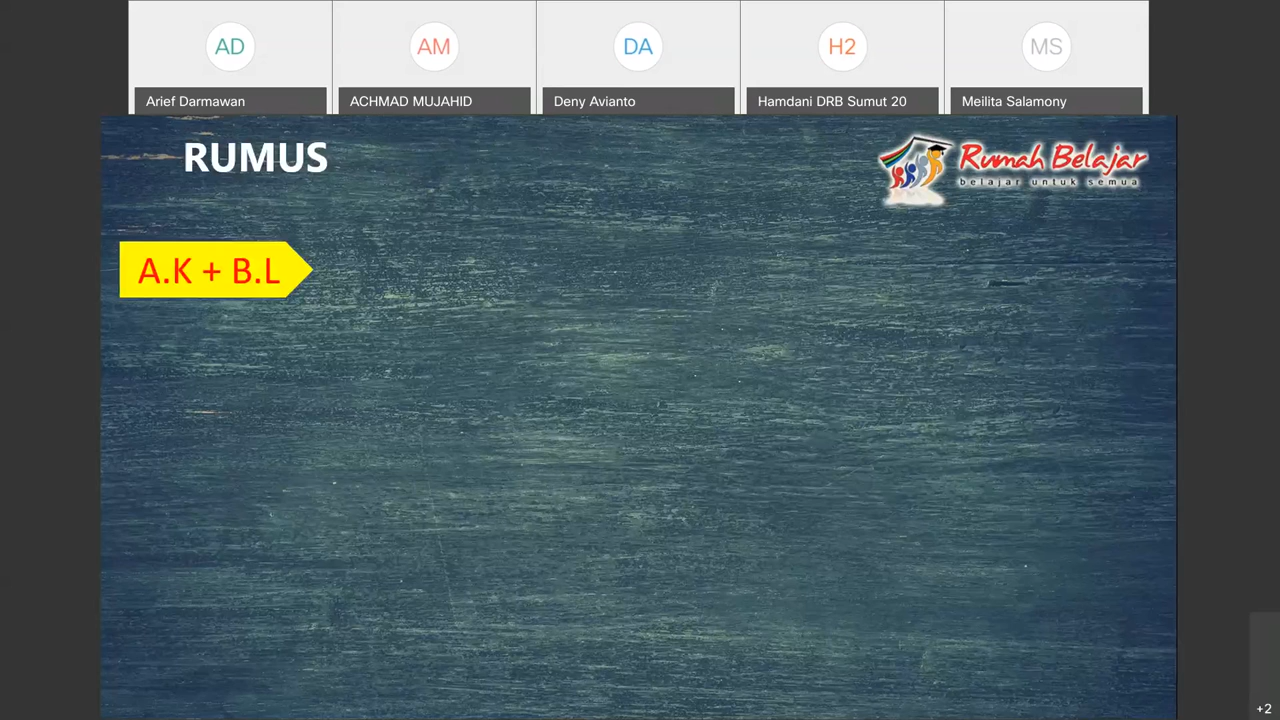 AD
AM
DA
H2
MS
Arief Darmawan
ACHMAD MUJAHID
Deny Avianto
Hamdani DRB Sumut 20
Meilita Salamony
RUMUS
Rumah Belajar
belajar untuk semua
A.K + B.L
+2